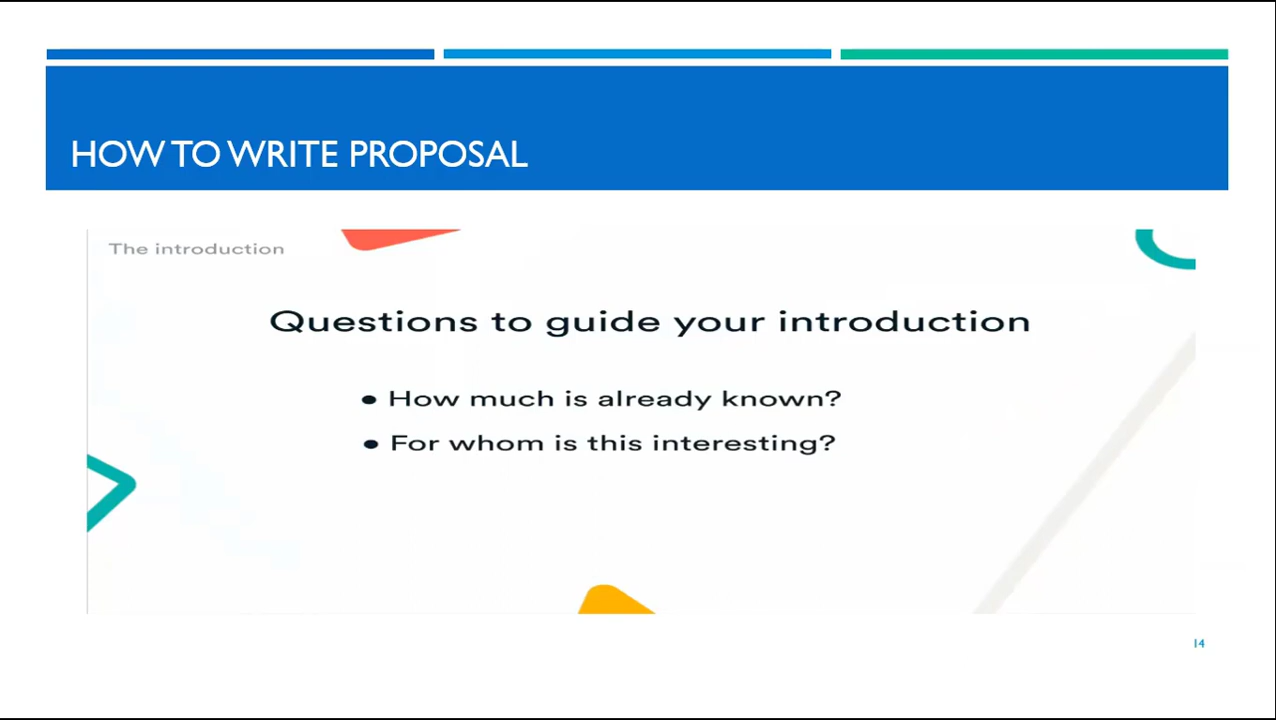 HOW TO WRITE PROPOSAL
The introduction
Questions to guide your introduction
● How much is already known?
● For whom is this interesting?
14